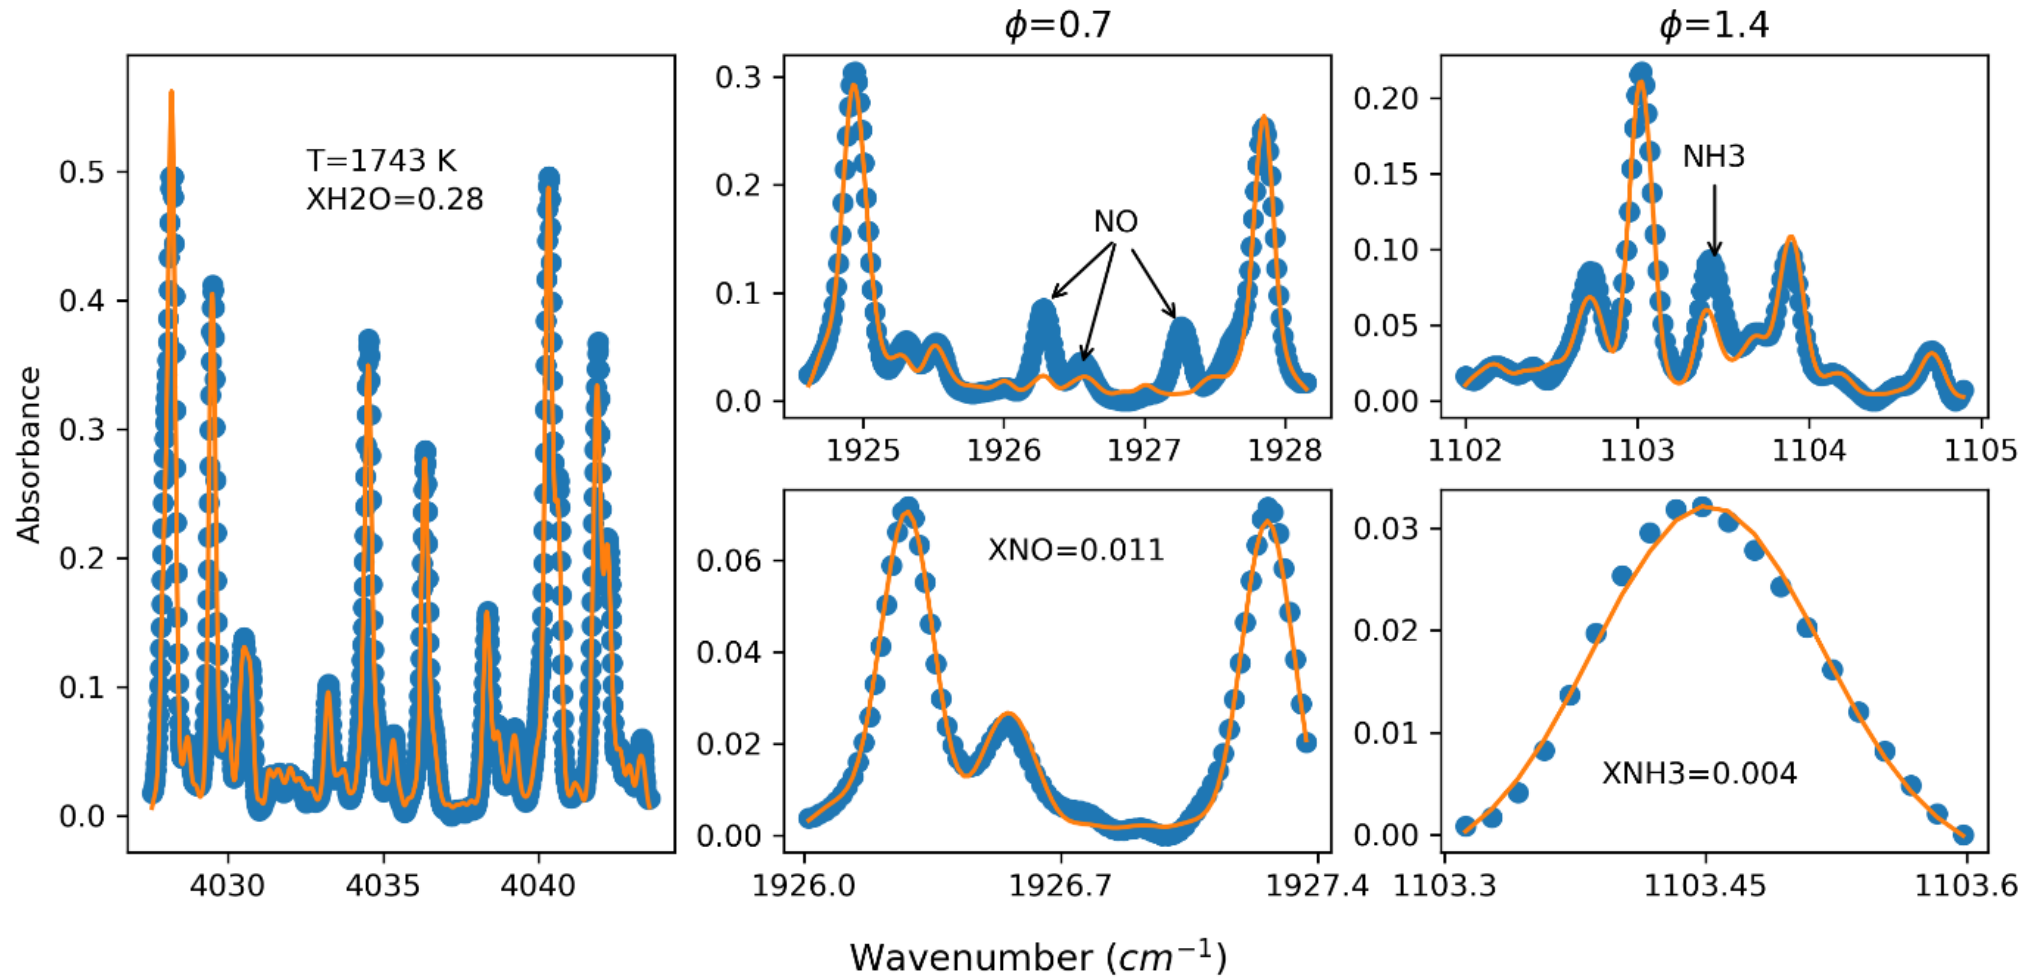 ϕ=0.7
ϕ=1.4
Absorbance
0.5
0.4
0.3
0.2
0.1
0.0
T=1743 K
XH2O=0.28
4030 4035 4040
0.3
0.2
0.1
0.0
NO
1925 1926 1927 1928
0.20
0.15
0.10
0.05
0.00
NH3
1102 1103 1104 1105
0.06
0.04
0.02
0.00
XNO=0.011
1926.0 1926.7 1927.4
0.03
0.02
0.01
0.00
XNH3=0.004
1103.3 1103.45 1103.6
Wavenumber (cm⁻¹)